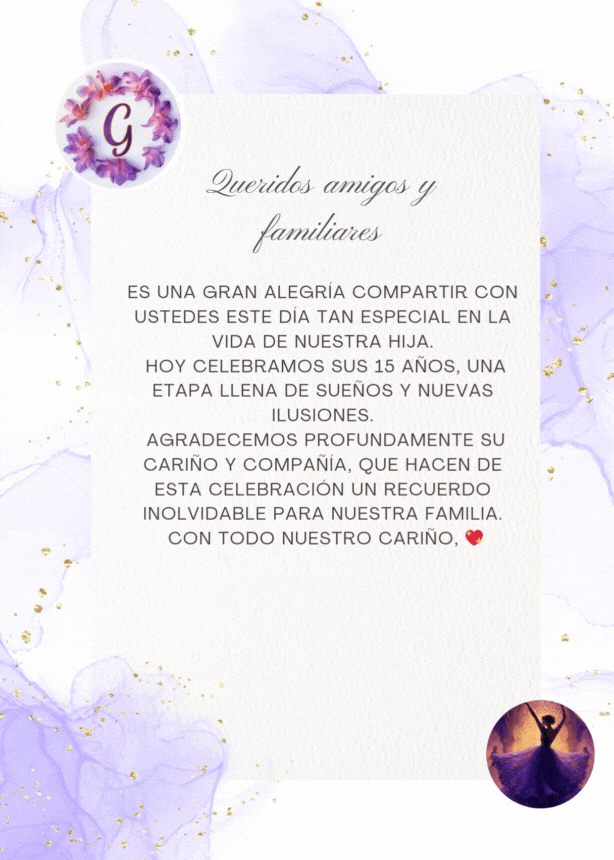 G
Queridos amigos y
familiares
ES UNA GRAN ALEGRÍA COMPARTIR CON
USTEDES ESTE DÍA TAN ESPECIAL EN LA
VIDA DE NUESTRA HIJA.
HOY CELEBRAMOS SUS 15 AÑOS, UNA
ETAPA LLENA DE SUEÑOS Y NUEVAS
ILUSIONES.
AGRADECEMOS PROFUNDAMENTE SU
CARIÑO Y COMPAÑÍA, QUE HACEN DE
ESTA CELEBRACIÓN UN RECUERDO
INOLVIDABLE PARA NUESTRA FAMILIA.
CON TODO NUESTRO CARIÑO, 💖